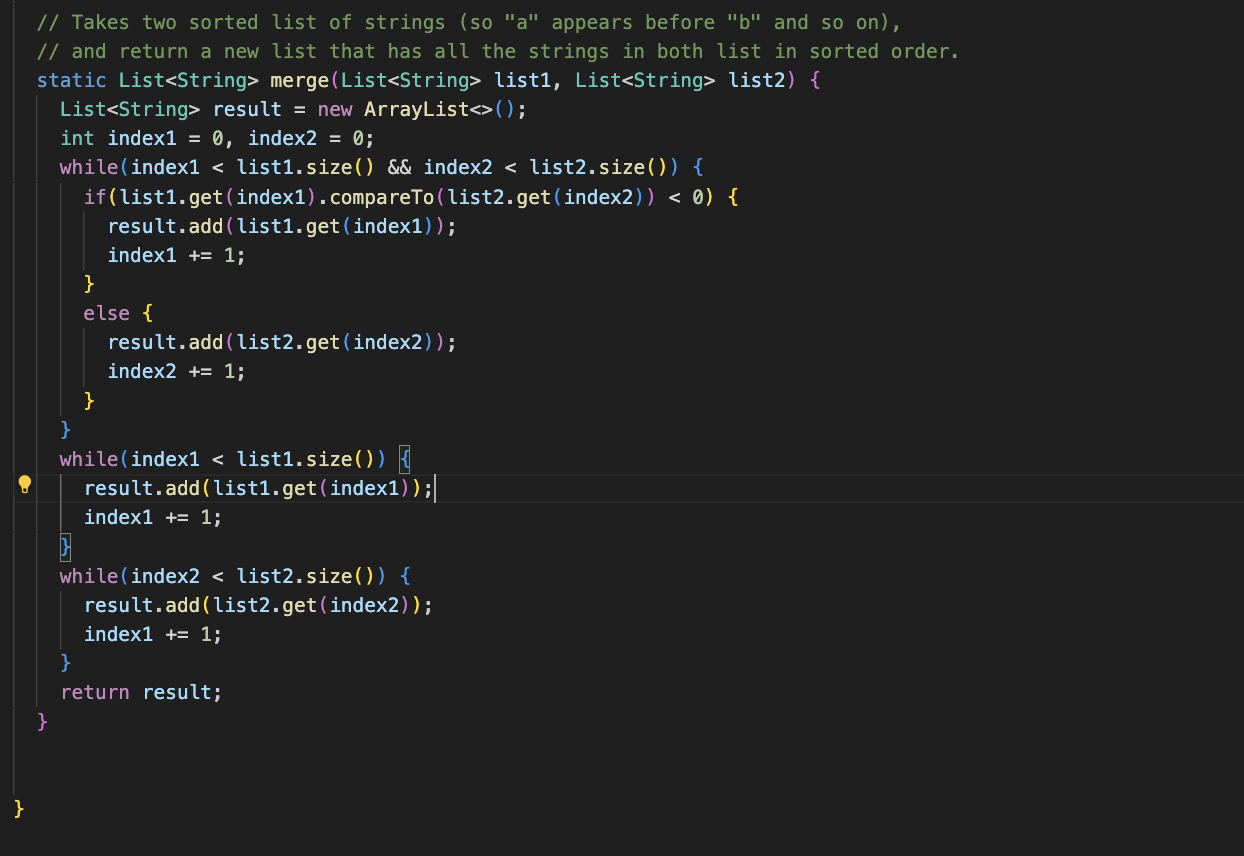 // Takes two sorted list of strings (so "a" appears before "b" and so on),
// and return a new list that has all the strings in both list in sorted order.
static List<String> merge(List<String> list1, List<String> list2) {
List<String> result = new ArrayList<>();
int index1 = 0, index2 = 0;
while(index1 < list1.size() && index2 < list2.size()) {
if(list1.get(index1).compareTo(list2.get(index2)) < 0) {
result.add(list1.get(index1));
index1 += 1;
}
else {
result.add(list2.get(index2));
index2 += 1;
}
}
while(index1 < list1.size()) {
result.add(list1.get(index1));
index1 += 1;
}
while(index2 < list2.size()) {
result.add(list2.get(index2));
index1 += 1;
}
return result;
}
}